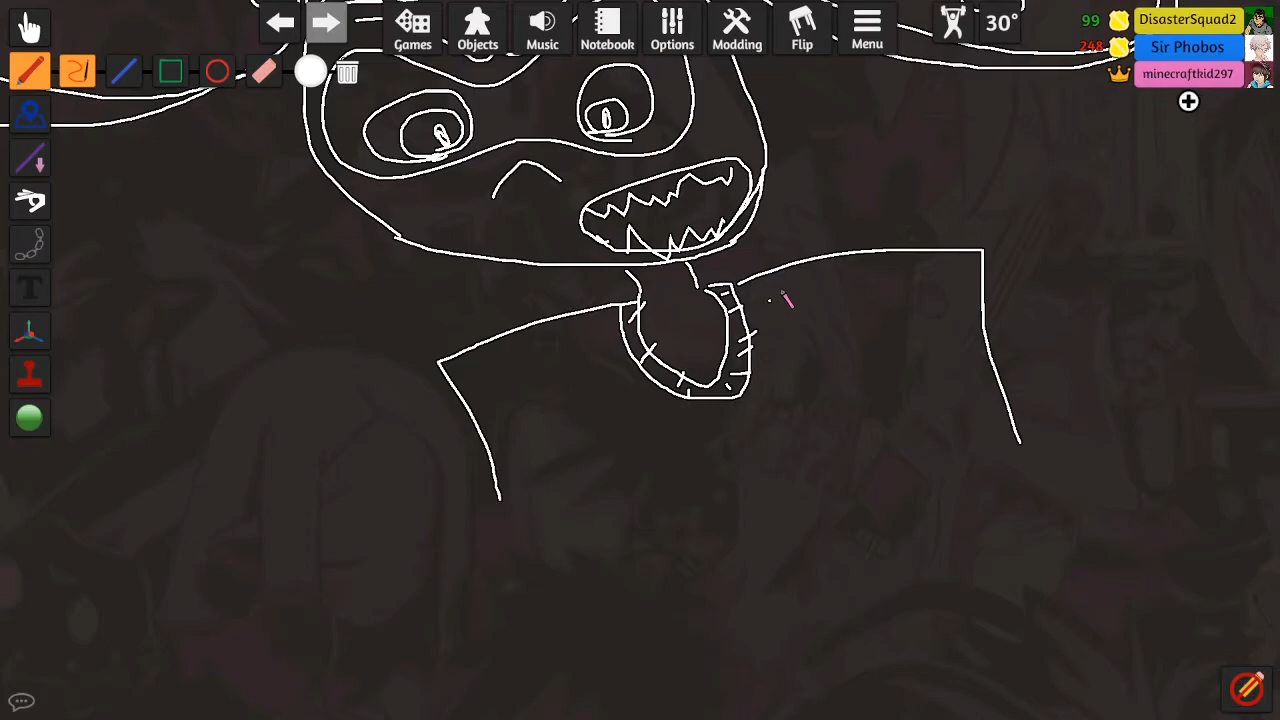 Games Objects Music Notebook Options Modding Flip Menu 30° 99 DisasterSquad2
248 Sir Phobos
minecraftkid297
T